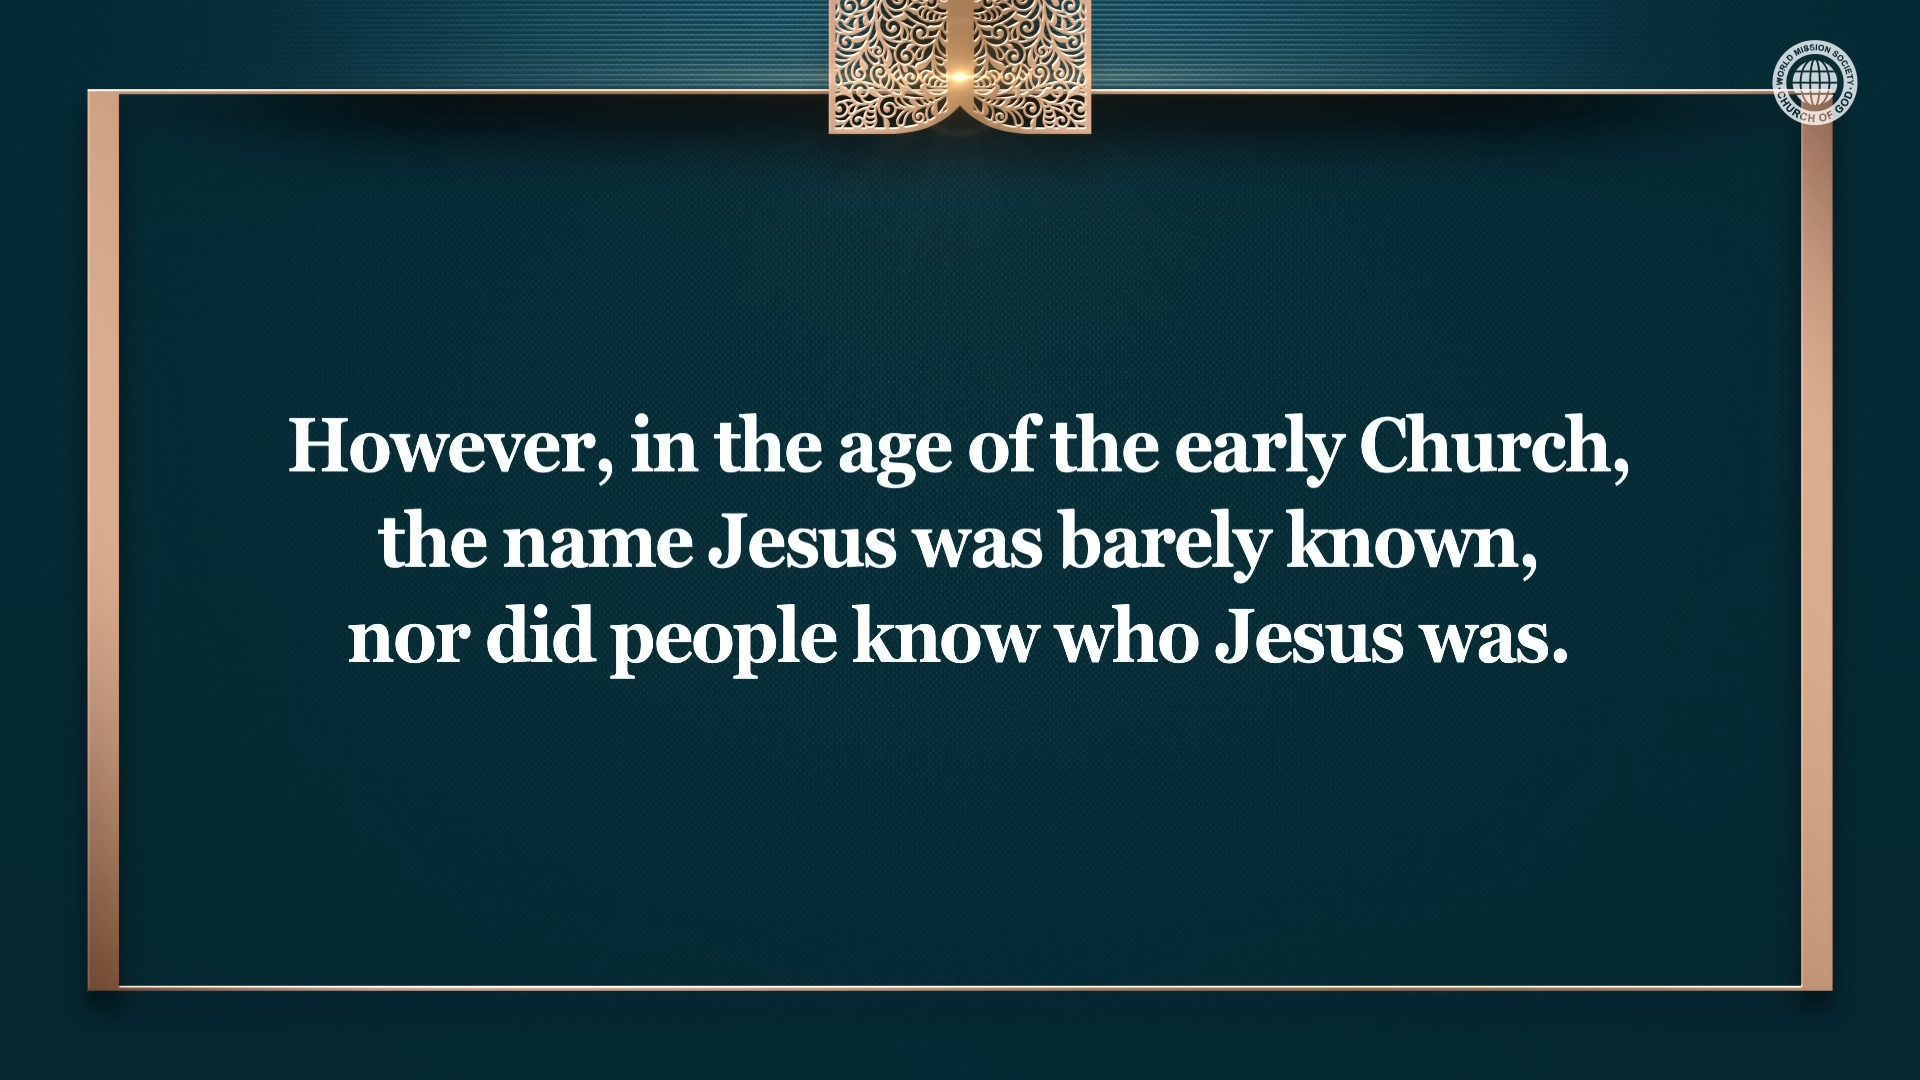 WORLD MISSION SOCIETY
CHURCH OF GOD
However, in the age of the early Church,
the name Jesus was barely known,
nor did people know who Jesus was.